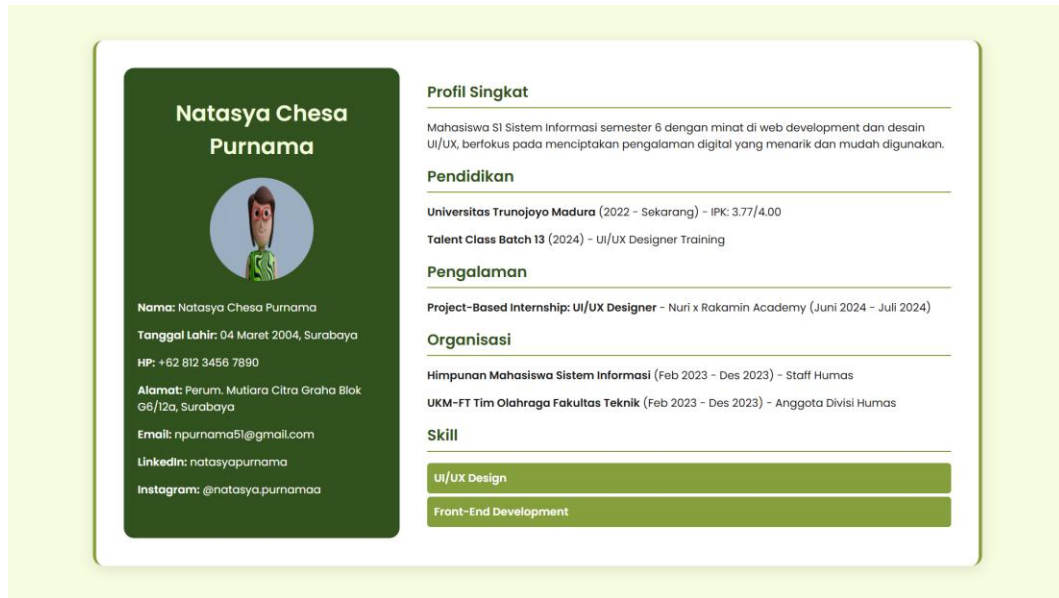 Natasya Chesa
Purnama
Nama: Natasya Chesa Purnama
Tanggal Lahir: 04 Maret 2004, Surabaya
HP: +62 812 3456 7890
Alamat: Perum. Mutiara Citra Graha Blok
G6/12a, Surabaya
Email: npurnama51@gmail.com
LinkedIn: natasyapurnama
Instagram: @natasya.purnamaa
Profil Singkat
Mahasiswa S1 Sistem Informasi semester 6 dengan minat di web development dan desain
UI/UX, berfokus pada menciptakan pengalaman digital yang menarik dan mudah digunakan.
Pendidikan
Universitas Trunojoyo Madura (2022 - Sekarang) - IPK: 3.77/4.00
Talent Class Batch 13 (2024) - UI/UX Designer Training
Pengalaman
Project-Based Internship: UI/UX Designer - Nuri x Rakamin Academy (Juni 2024 - Juli 2024)
Organisasi
Himpunan Mahasiswa Sistem Informasi (Feb 2023 - Des 2023) - Staff Humas
UKM-FT Tim Olahraga Fakultas Teknik (Feb 2023 - Des 2023) - Anggota Divisi Humas
Skill
UI/UX Design
Front-End Development